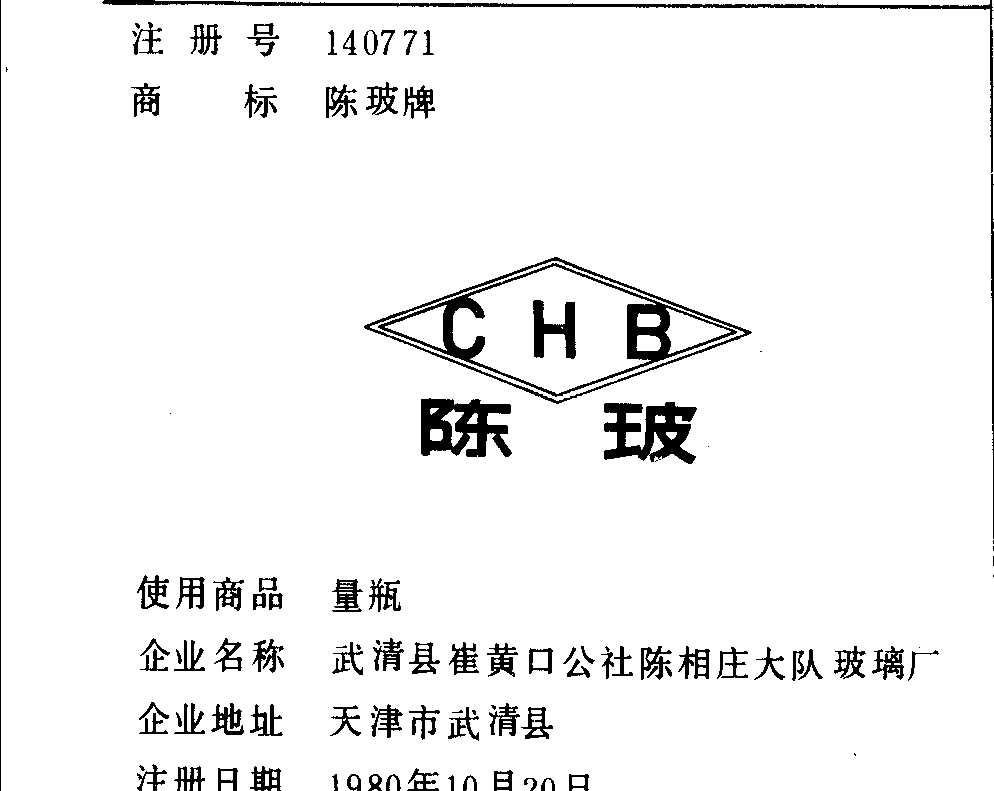 注册号 140771
商标 陈玻牌
CHB
陈玻
使用商品 量瓶
企业名称 武清县崔黄口公社陈相庄大队玻璃厂
企业地址 天津市武清县
注册日期 1980年10月20日